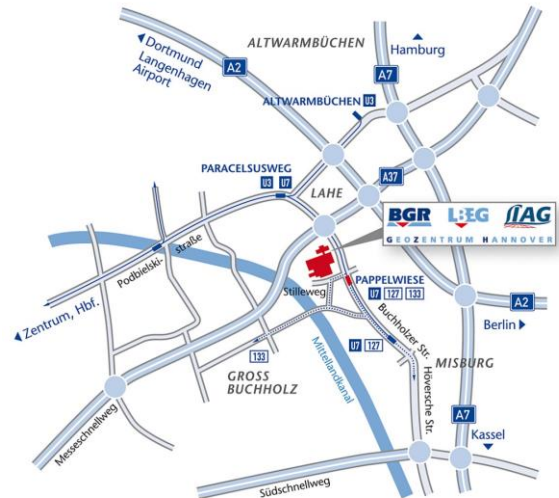 Dortmund
Langenhagen
Airport
A2
ALTWARMBÜCHEN
Hamburg
A7
ALTWARMBÜCHEN U3
PARACELSUSWEG
U3 U7
LAHE
A37
BGR LBEG LIAG
GEOZENTRUM HANNOVER
Podbielski-
straße
Zentrum, Hbf.
Stilleweg
PAPPELWIESE
U7 127 133
A2
Berlin
133
U7 127
Buchholzer Str.
MISBURG
GROSS
BUCHHOLZ
Mittellandkanal
Höversche Str.
Messeschnellweg
A7
Kassel
Südschnellweg